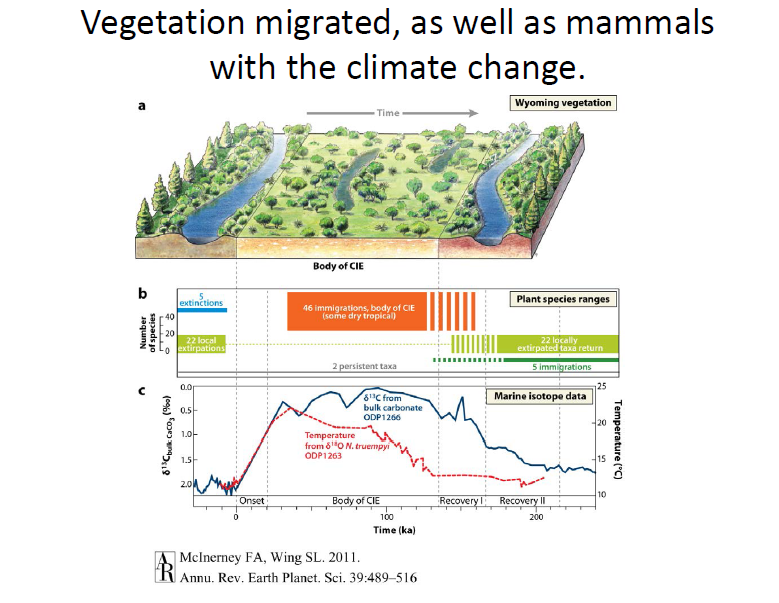 Vegetation migrated, as well as mammals
with the climate change.
a
Time
Wyoming vegetation
Body of CIE
b
Number
of species
40
20
0
5
extinctions
22 local
extirpations
46 immigrations, body of CIE
(some dry tropical)
Plant species ranges
22 locally
extirpated taxa return
2 persistent taxa
5 immigrations
c
δ¹³C bulk CaCO₃ (‰)
0.0
0.5
1.0
1.5
2.0
δ¹³C from
bulk carbonate
ODP1266
Marine isotope data
Temperature
from δ¹⁸O N. truempyi
ODP1263
25
20
15
10
Temperature (°C)
Onset
Body of CIE
Recovery I
Recovery II
0
100
200
Time (ka)
AR
McInerney FA, Wing SL. 2011.
Annu. Rev. Earth Planet. Sci. 39:489–516